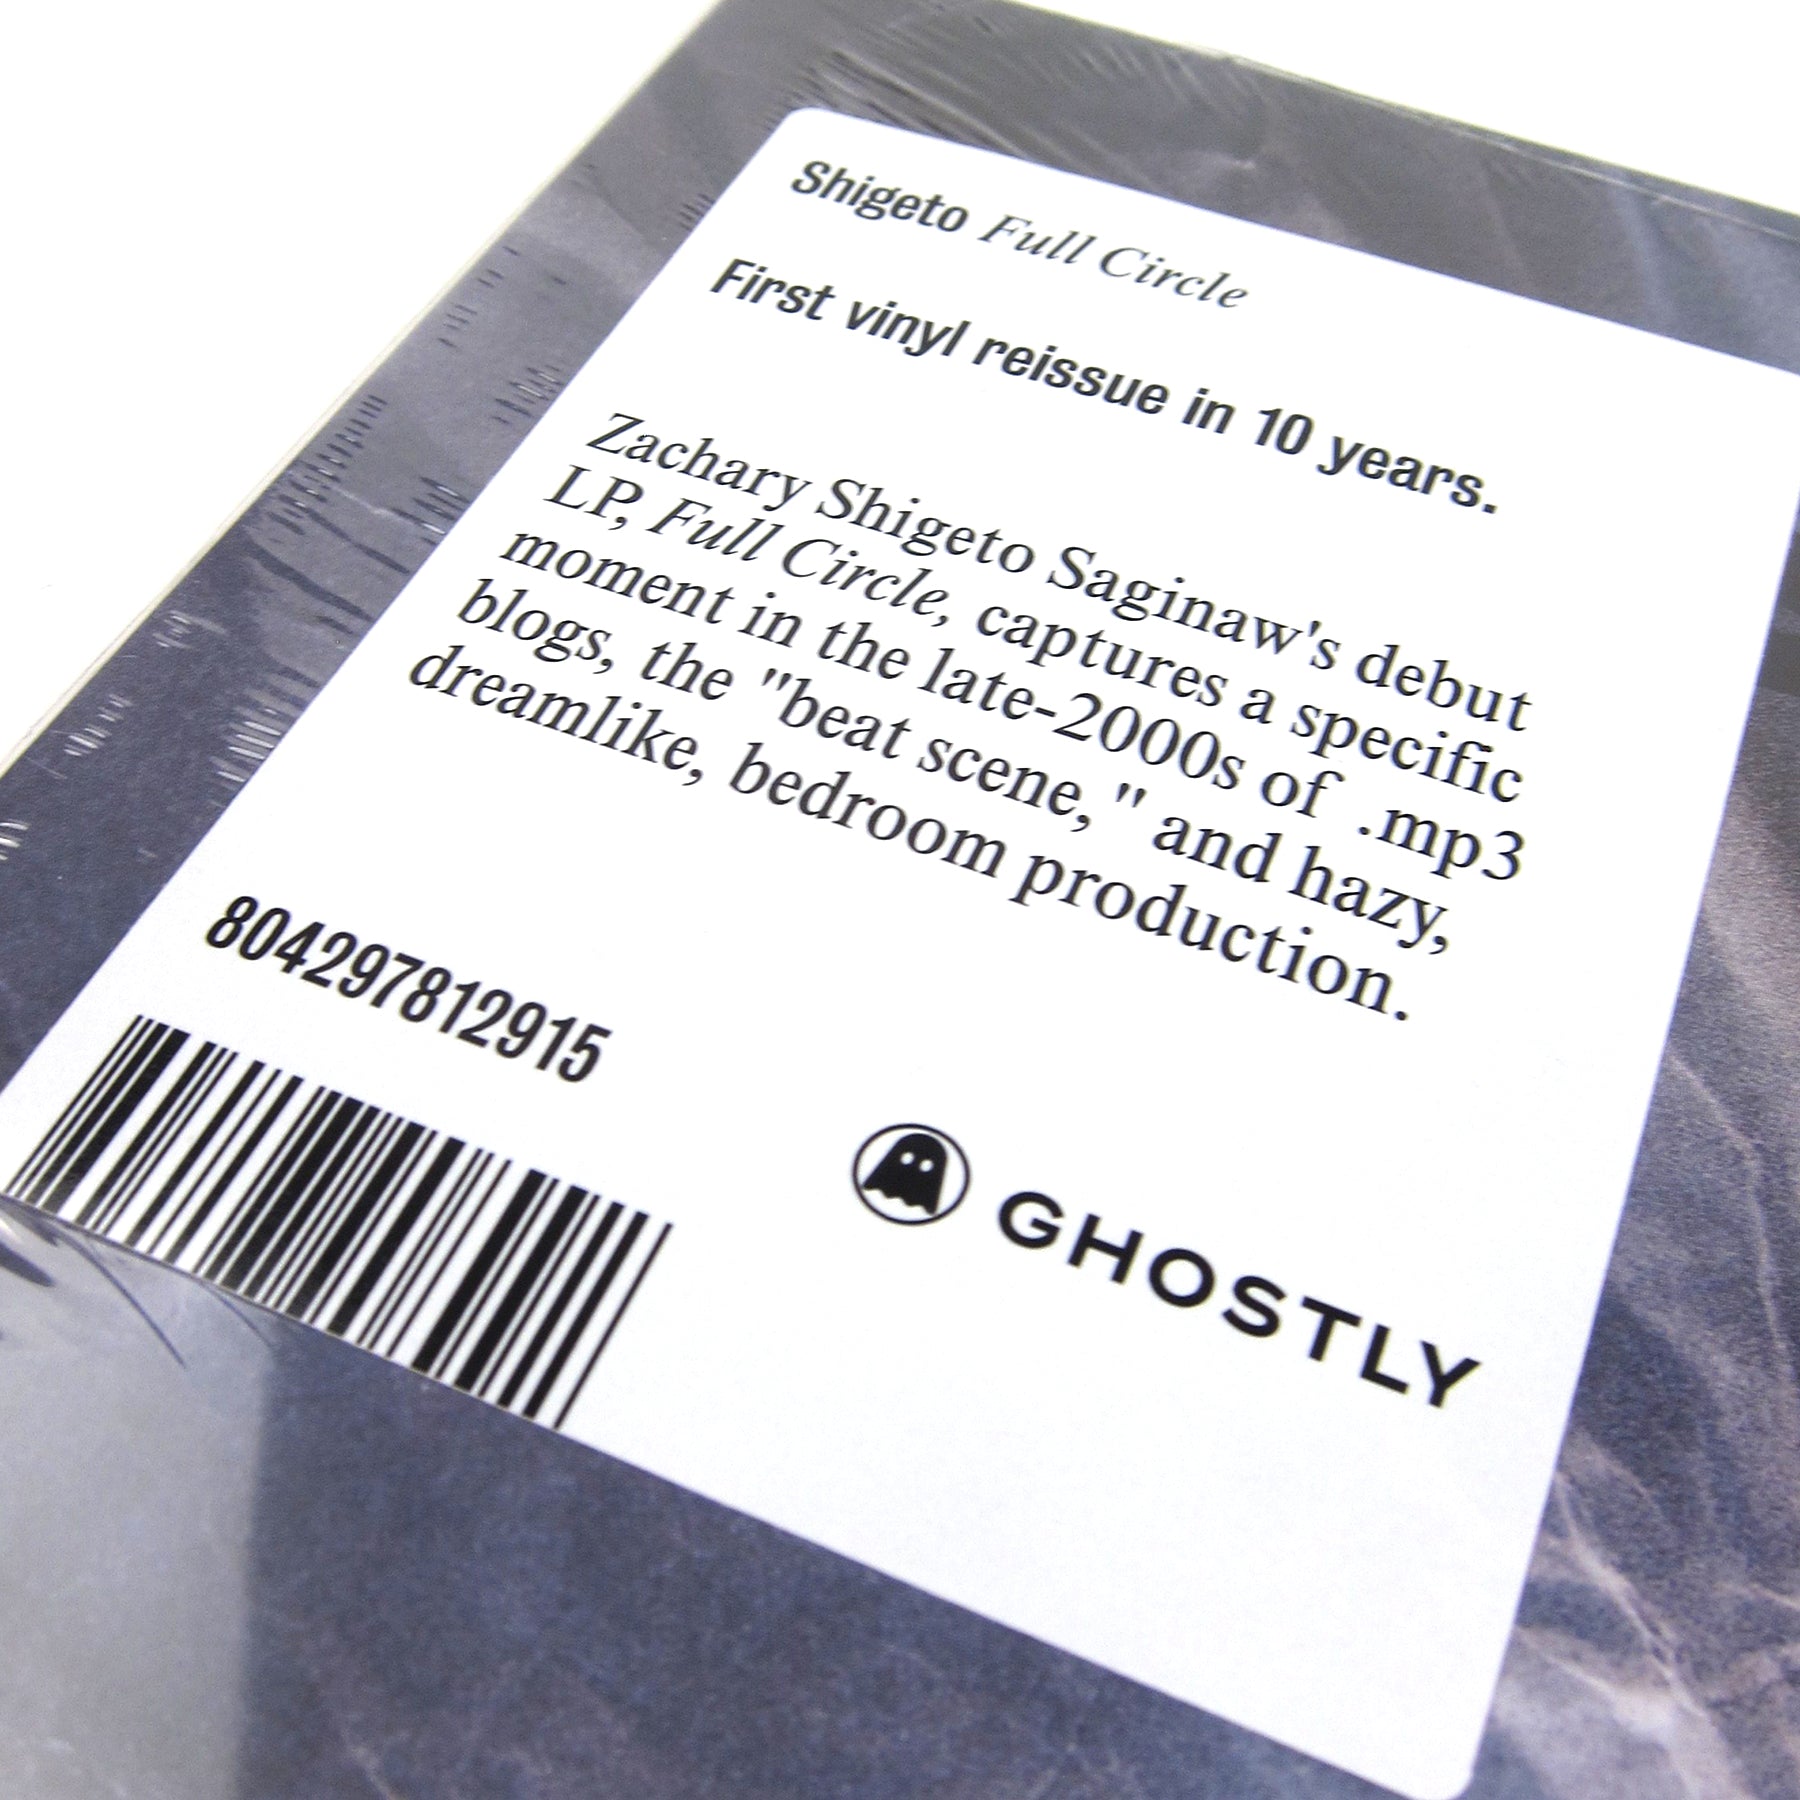 Shigeto Full Circle
First vinyl reissue in 10 years.
Zachary Shigeto Saginaw's debut
LP, Full Circle, captures a specific
moment in the late-2000s of .mp3
blogs, the "beat scene," and hazy,
dreamlike, bedroom production.
804297812915
GHOSTLY